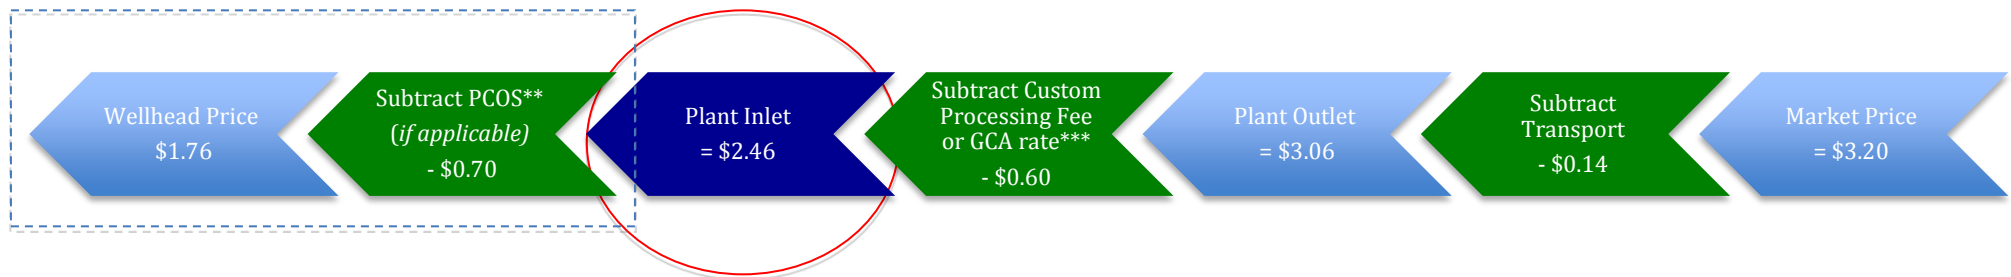 Wellhead Price
$1.76
Subtract PCOS**
(if applicable)
- $0.70
Plant Inlet
= $2.46
Subtract Custom
Processing Fee
or GCA rate***
- $0.60
Plant Outlet
= $3.06
Subtract
Transport
- $0.14
Market Price
= $3.20